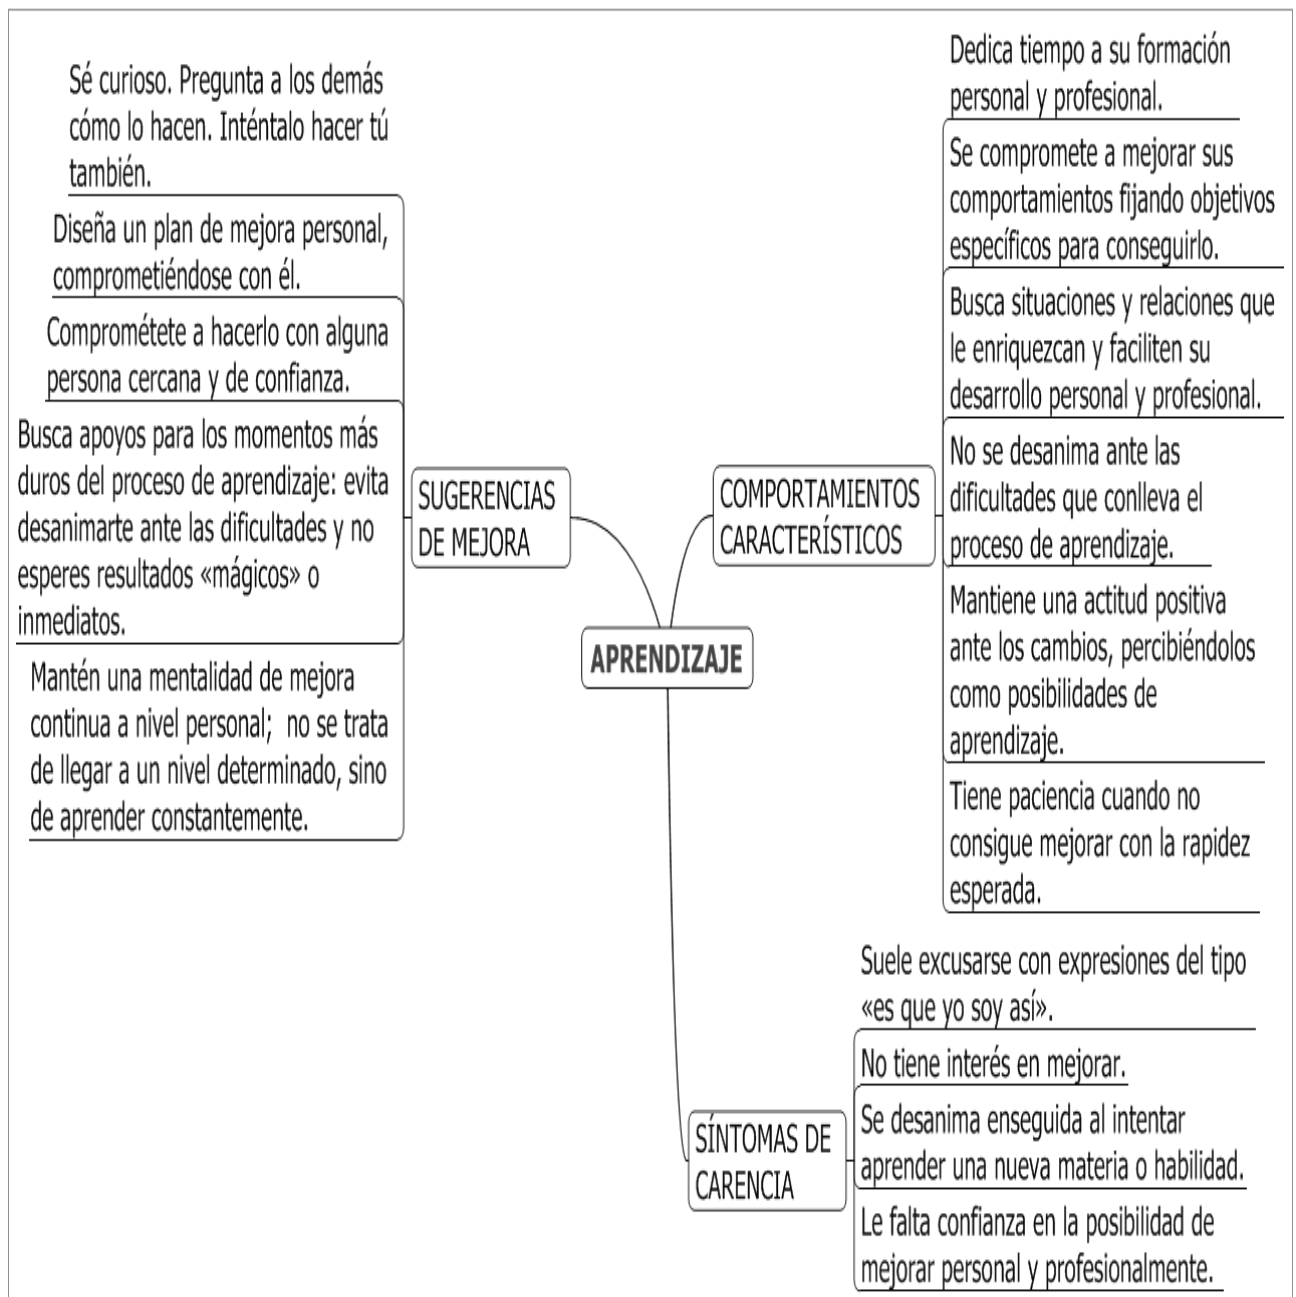 Sé curioso. Pregunta a los demás
cómo lo hacen. Inténtalo hacer tú
también.
Diseña un plan de mejora personal,
comprometiéndose con él.
Comprométete a hacerlo con alguna
persona cercana y de confianza.
Busca apoyos para los momentos más
duros del proceso de aprendizaje: evita
desanimarte ante las dificultades y no
esperes resultados «mágicos» o
inmediatos.
Mantén una mentalidad de mejora
continua a nivel personal; no se trata
de llegar a un nivel determinado, sino
de aprender constantemente.
SUGERENCIAS
DE MEJORA
APRENDIZAJE
COMPORTAMIENTOS
CARACTERÍSTICOS
Dedica tiempo a su formación
personal y profesional.
Se compromete a mejorar sus
comportamientos fijando objetivos
específicos para conseguirlo.
Busca situaciones y relaciones que
le enriquezcan y faciliten su
desarrollo personal y profesional.
No se desanima ante las
dificultades que conlleva el
proceso de aprendizaje.
Mantiene una actitud positiva
ante los cambios, percibiéndolos
como posibilidades de
aprendizaje.
Tiene paciencia cuando no
consigue mejorar con la rapidez
esperada.
SÍNTOMAS DE
CARENCIA
Suele excusarse con expresiones del tipo
«es que yo soy así».
No tiene interés en mejorar.
Se desanima enseguida al intentar
aprender una nueva materia o habilidad.
Le falta confianza en la posibilidad de
mejorar personal y profesionalmente.